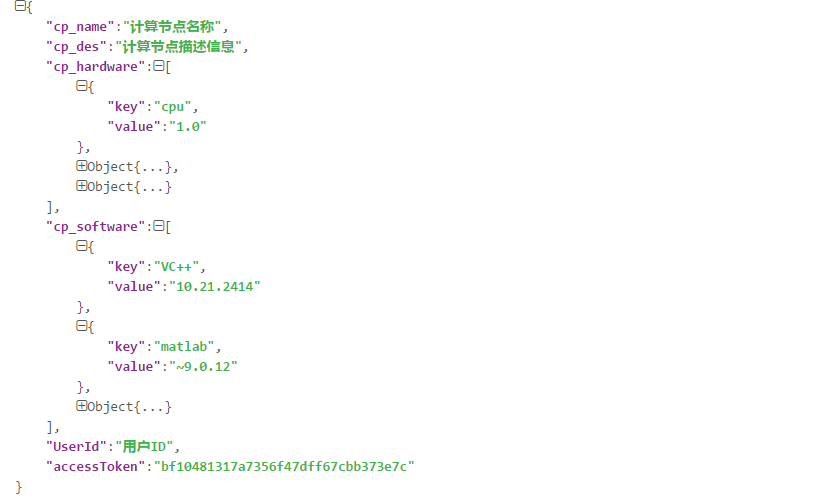 {
"cp_name":"计算节点名称",
"cp_des":"计算节点描述信息",
"cp_hardware":[
{
"key":"cpu",
"value":"1.0"
},
Object{...},
Object{...}
],
"cp_software":[
{
"key":"VC++",
"value":"10.21.2414"
},
{
"key":"matlab",
"value":"~9.0.12"
},
Object{...}
],
"UserId":"用户ID",
"accessToken":"bf10481317a7356f47dff67cbb373e7c"
}